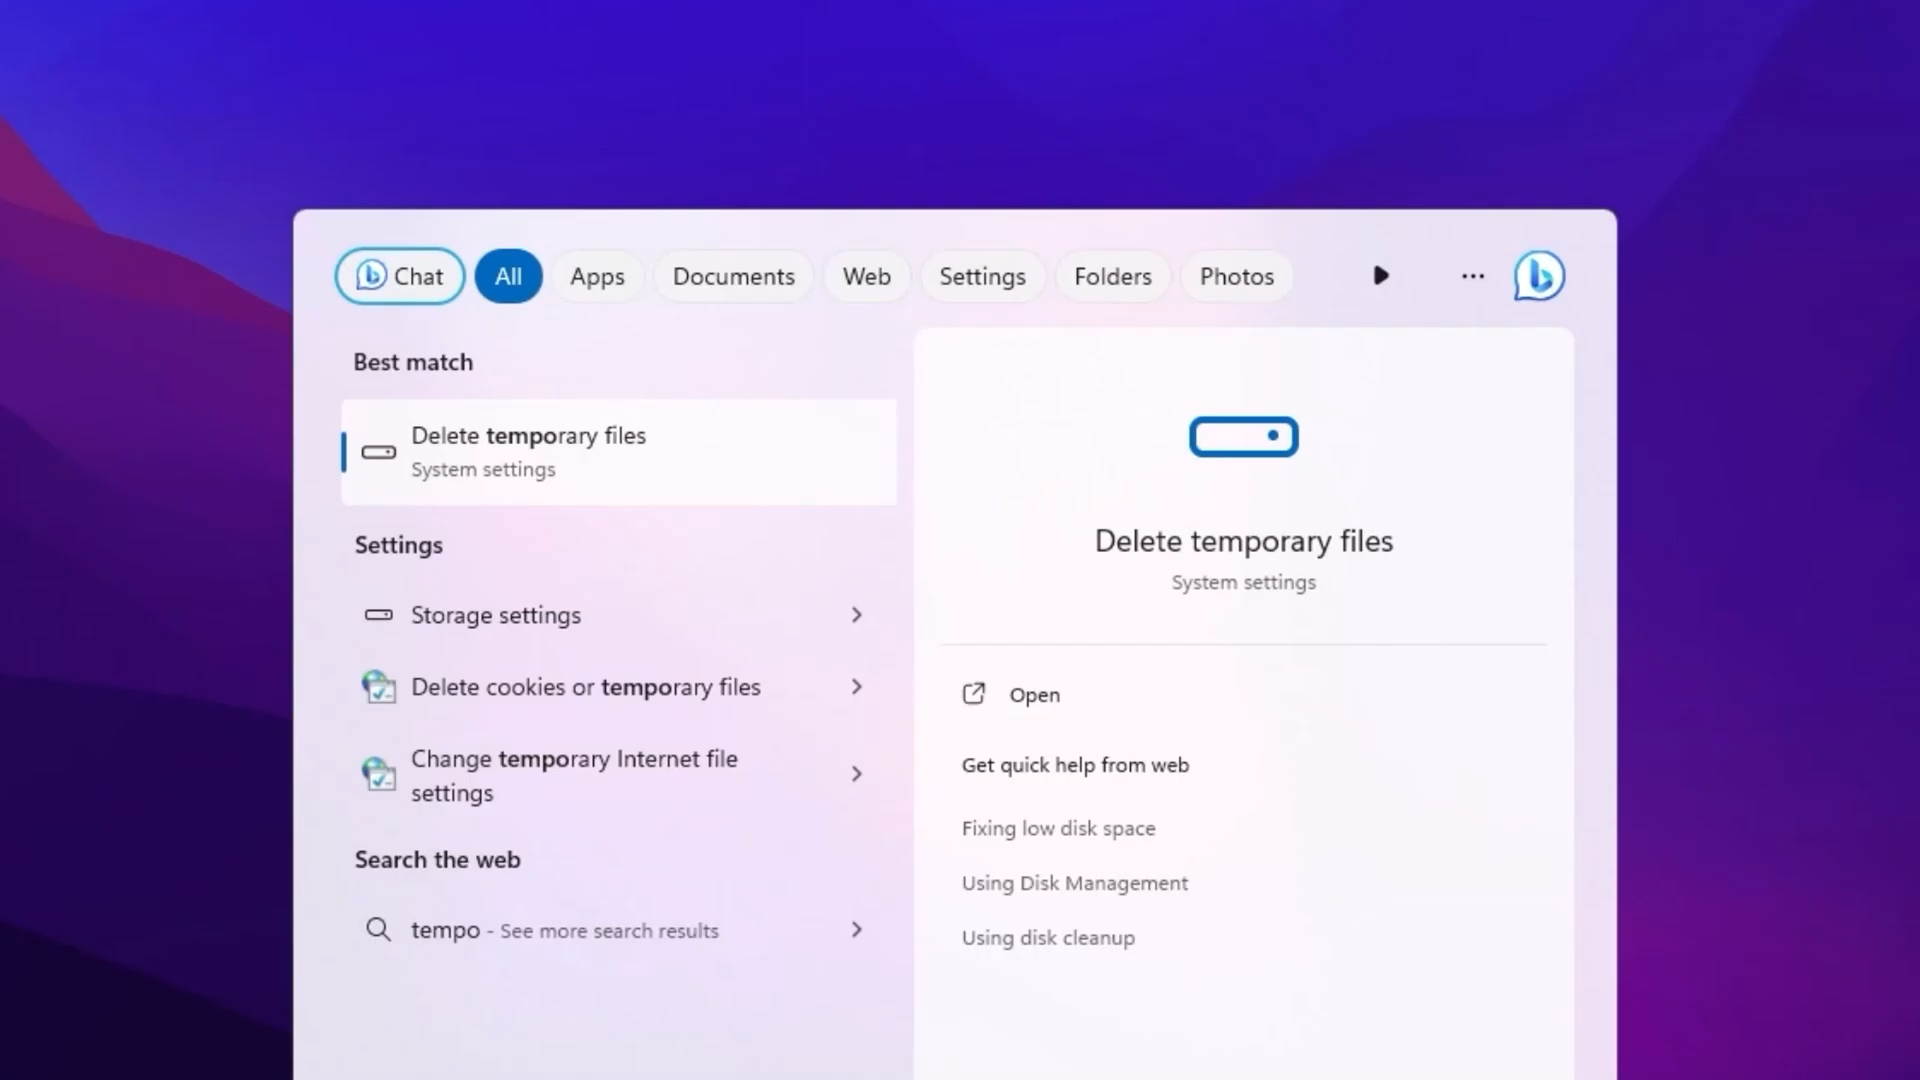 Chat All Apps Documents Web Settings Folders Photos
Best match
Delete temporary files
System settings
Settings
Storage settings
Delete cookies or temporary files
Change temporary Internet file
settings
Search the web
tempo - See more search results
Delete temporary files
System settings
Open
Get quick help from web
Fixing low disk space
Using Disk Management
Using disk cleanup